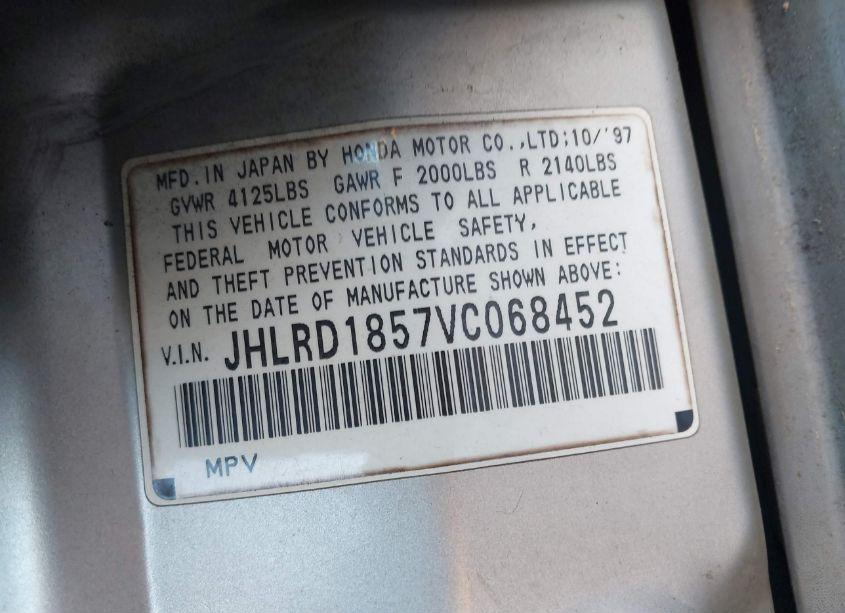 MFD. IN JAPAN BY HONDA MOTOR CO.,LTD;10/'97
GVWR 4125LBS GAWR F 2000LBS R 2140LBS
THIS VEHICLE CONFORMS TO ALL APPLICABLE
FEDERAL MOTOR VEHICLE SAFETY,
AND THEFT PREVENTION STANDARDS IN EFFECT
ON THE DATE OF MANUFACTURE SHOWN ABOVE:
V.I.N. JHLRD1857VC068452
MPV